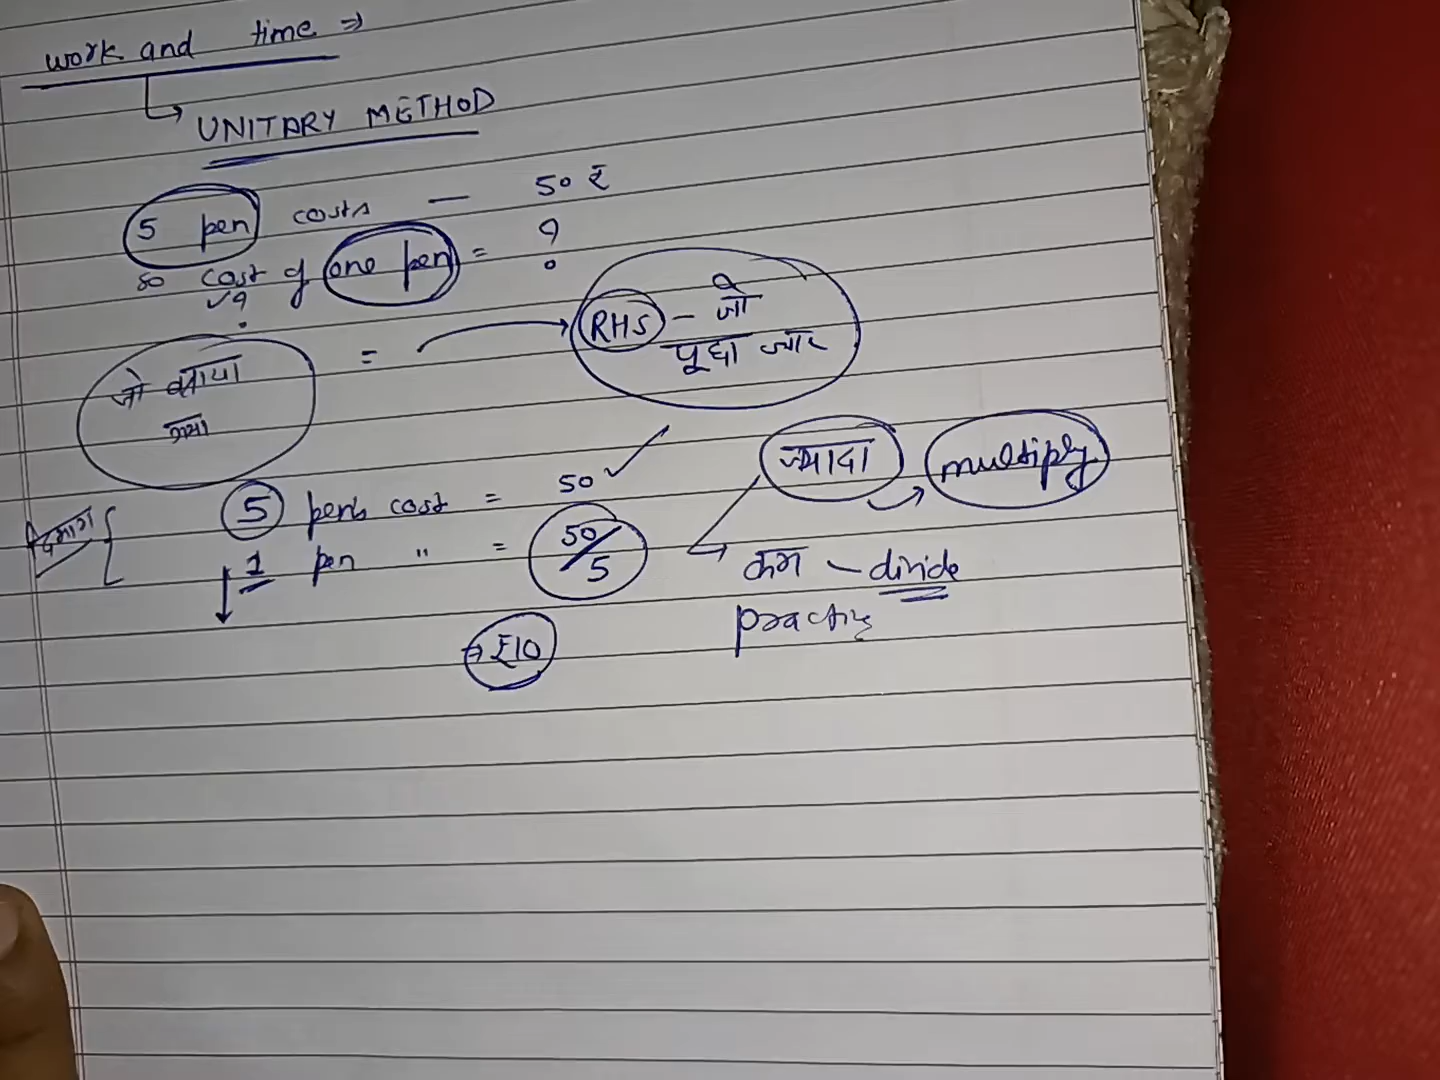 work and time ⇒
UNITARY METHOD
5 pen costs — 50 ₹
so cost of one pen = ?
?
जो बताया
गया
=
RHS - जो
पूछा जाए
5 pens cost = 50
1 pen " = 50/5
⇒ ₹10
दिमाग
ज्यादा
multiply
कम - divide
practise